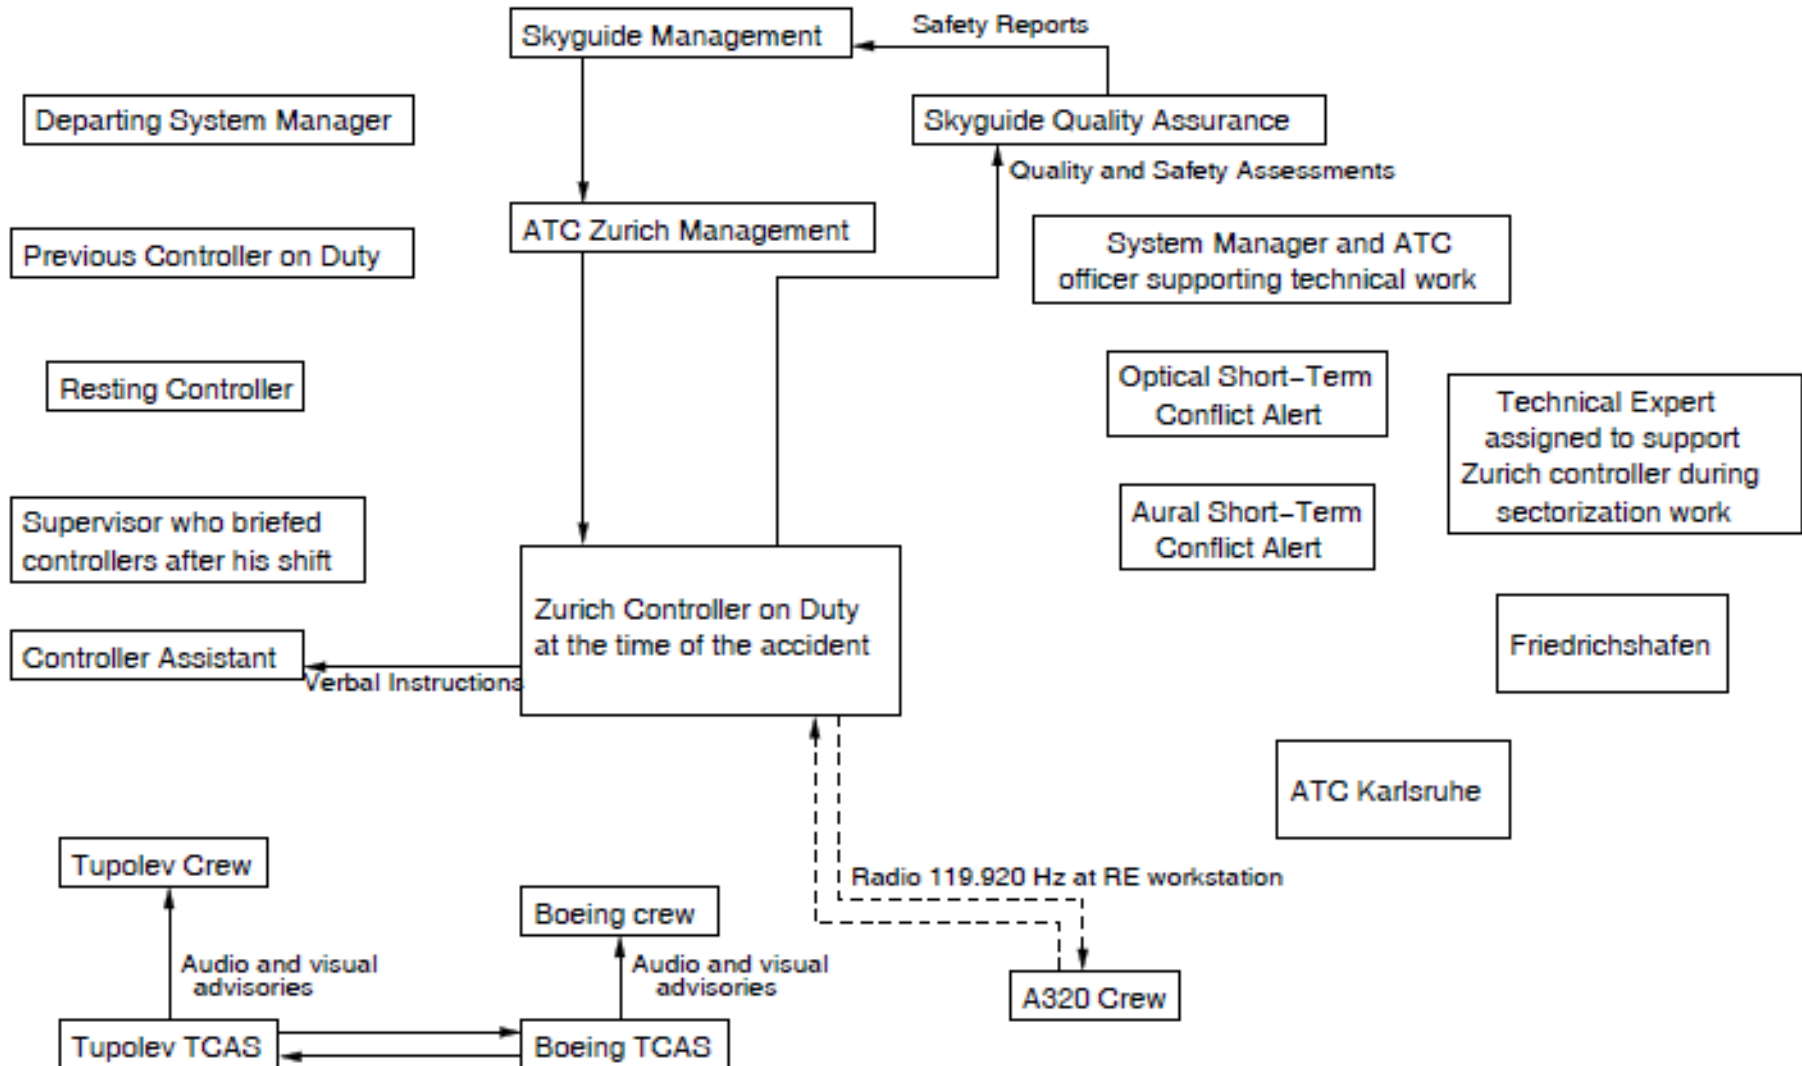 Skyguide Management
Safety Reports
Departing System Manager
Skyguide Quality Assurance
Quality and Safety Assessments
Previous Controller on Duty
ATC Zurich Management
System Manager and ATC
officer supporting technical work
Resting Controller
Optical Short-Term
Conflict Alert
Technical Expert
assigned to support
Zurich controller during
sectorization work
Supervisor who briefed
controllers after his shift
Aural Short-Term
Conflict Alert
Zurich Controller on Duty
at the time of the accident
Controller Assistant
Verbal Instructions
Friedrichshafen
ATC Karlsruhe
Tupolev Crew
Radio 119.920 Hz at RE workstation
Boeing crew
Audio and visual
advisories
Audio and visual
advisories
A320 Crew
Tupolev TCAS
Boeing TCAS